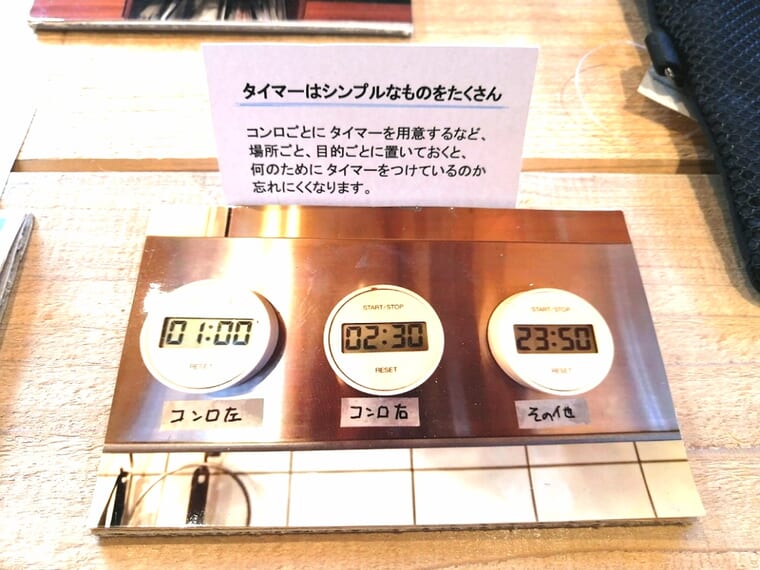 タイマーはシンプルなものをたくさん
コンロごとに タイマーを用意するなど、
場所ごと、目的ごとに置いておくと、
何のために タイマーをつけているのか
忘れにくくなります。
START/STOP
START/STOP
01:00
02:30
23:50
RESET
RESET
RESET
コンロ左
コンロ右
その他